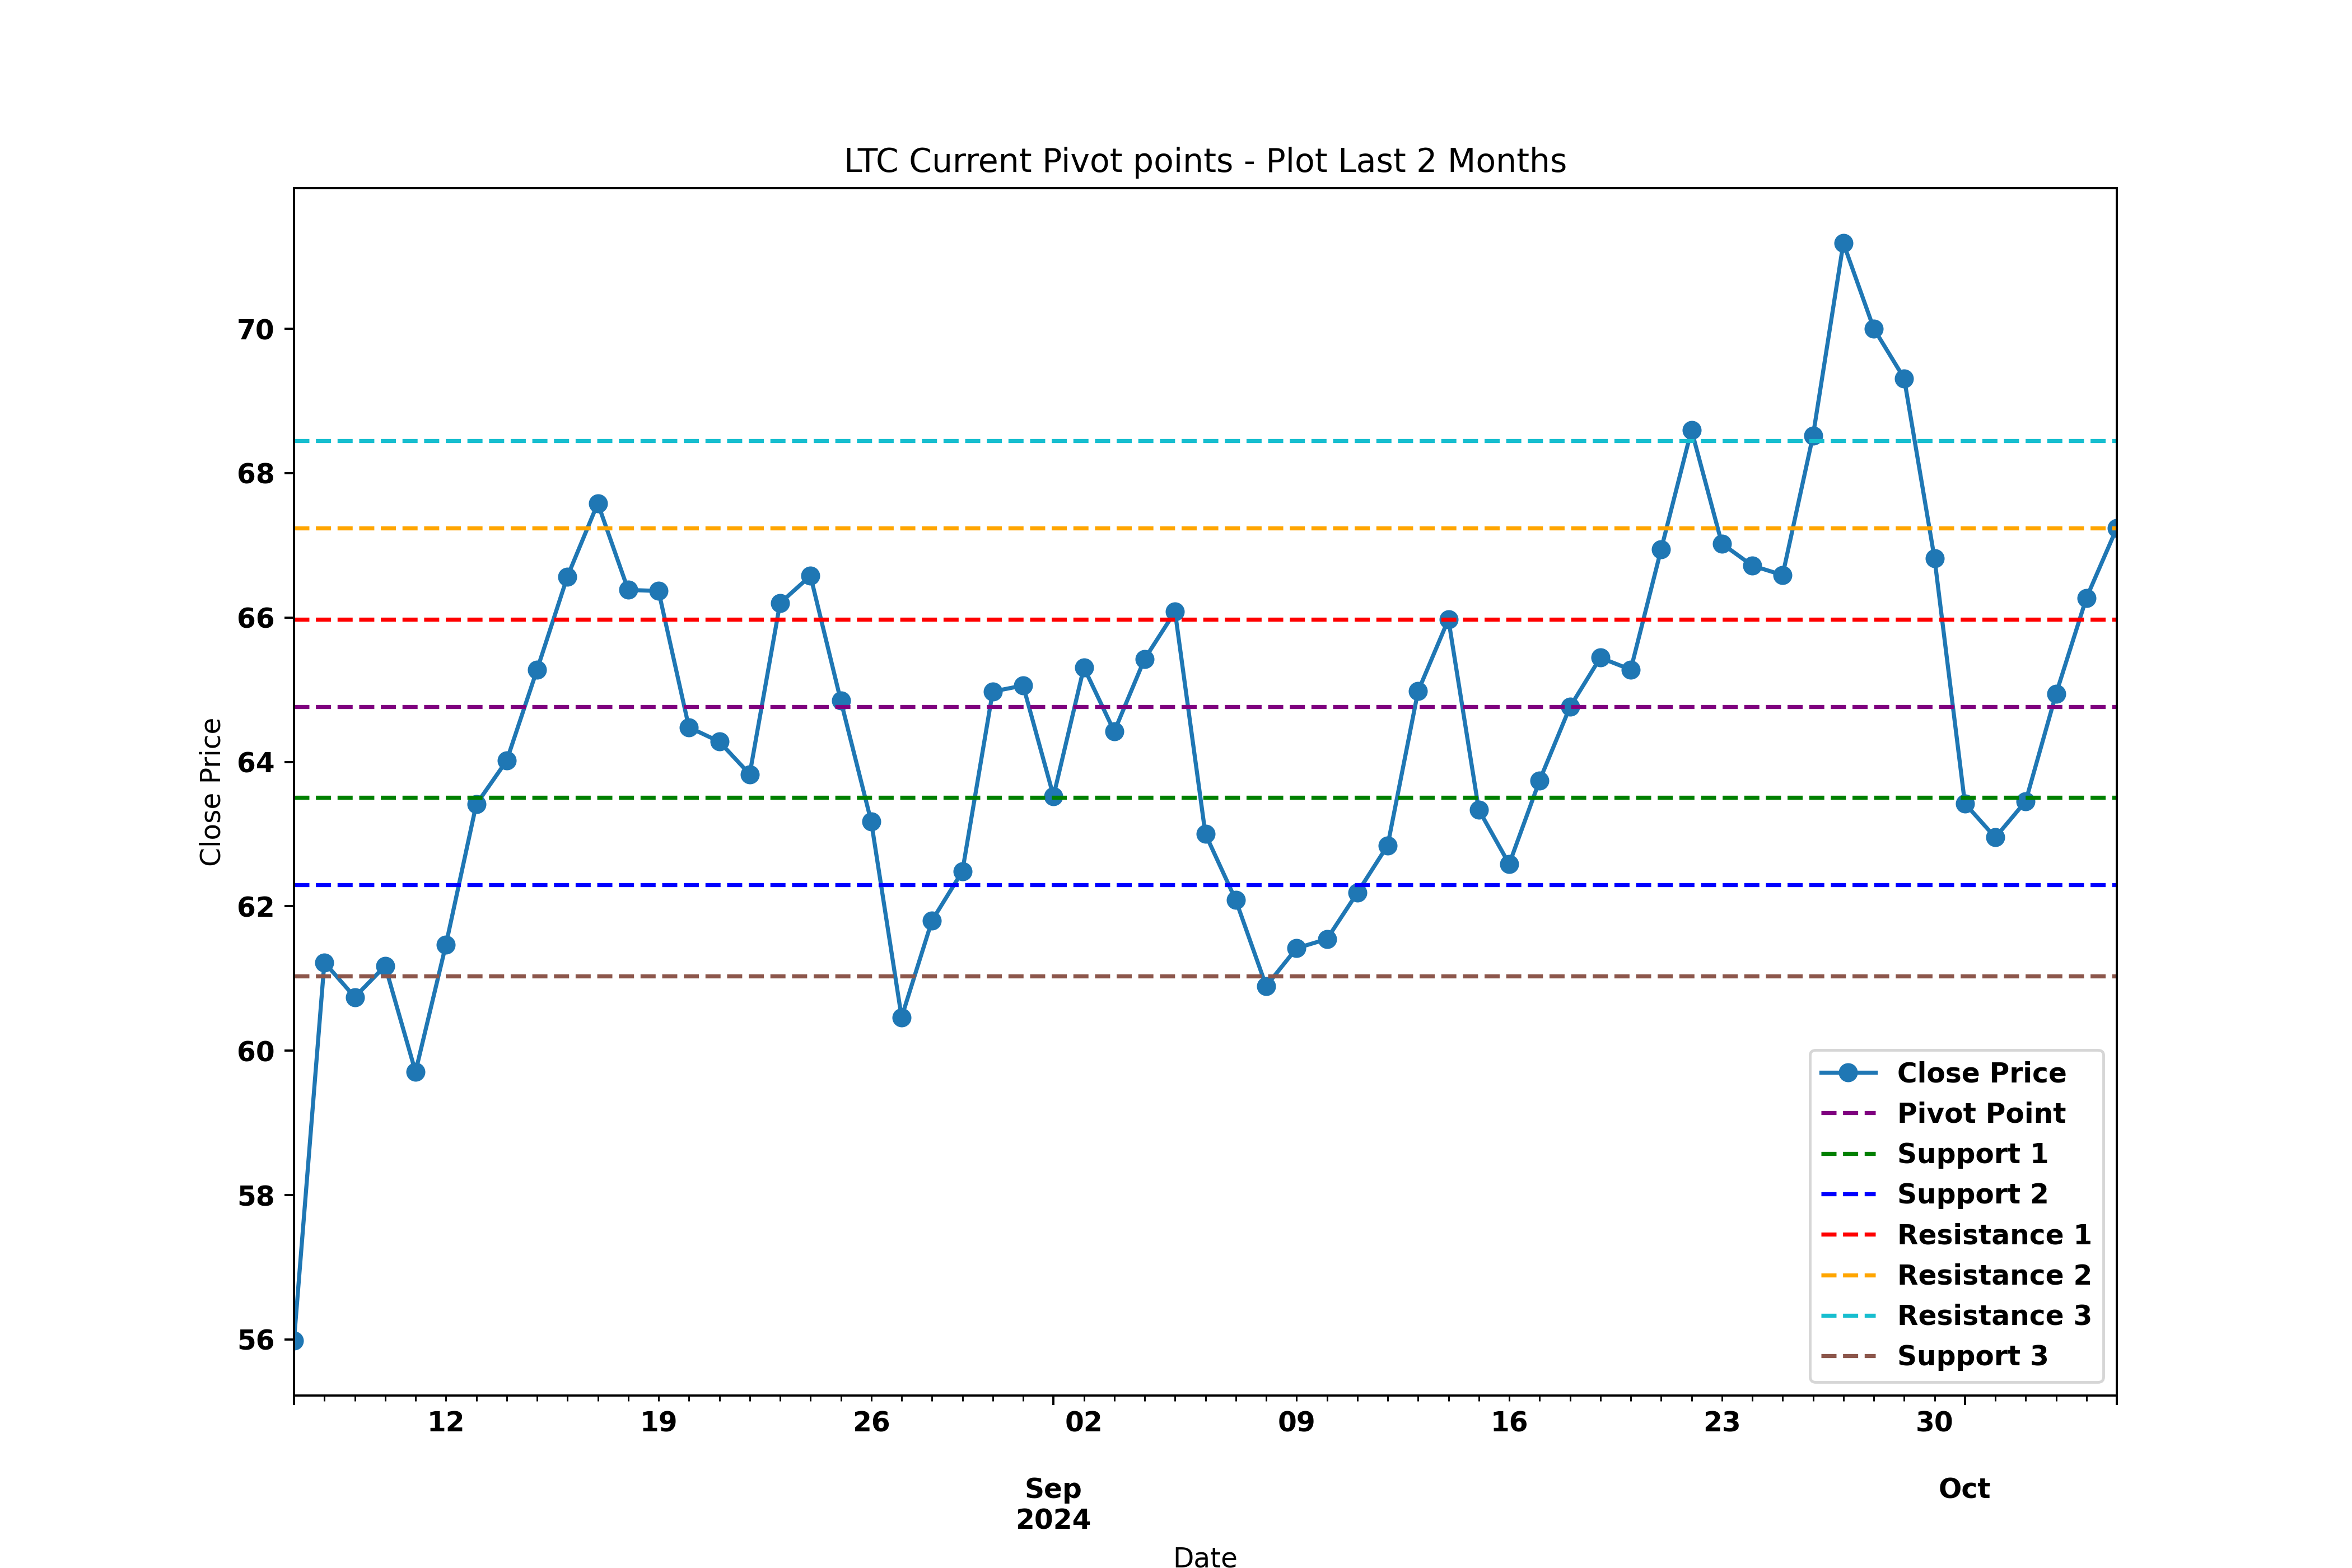 LTC Current Pivot points - Plot Last 2 Months
Close Price
70
68
66
64
62
60
58
56
Close Price
Pivot Point
Support 1
Support 2
Resistance 1
Resistance 2
Resistance 3
Support 3
12 19 26 02 09 16 23 30
Sep Oct
2024
Date